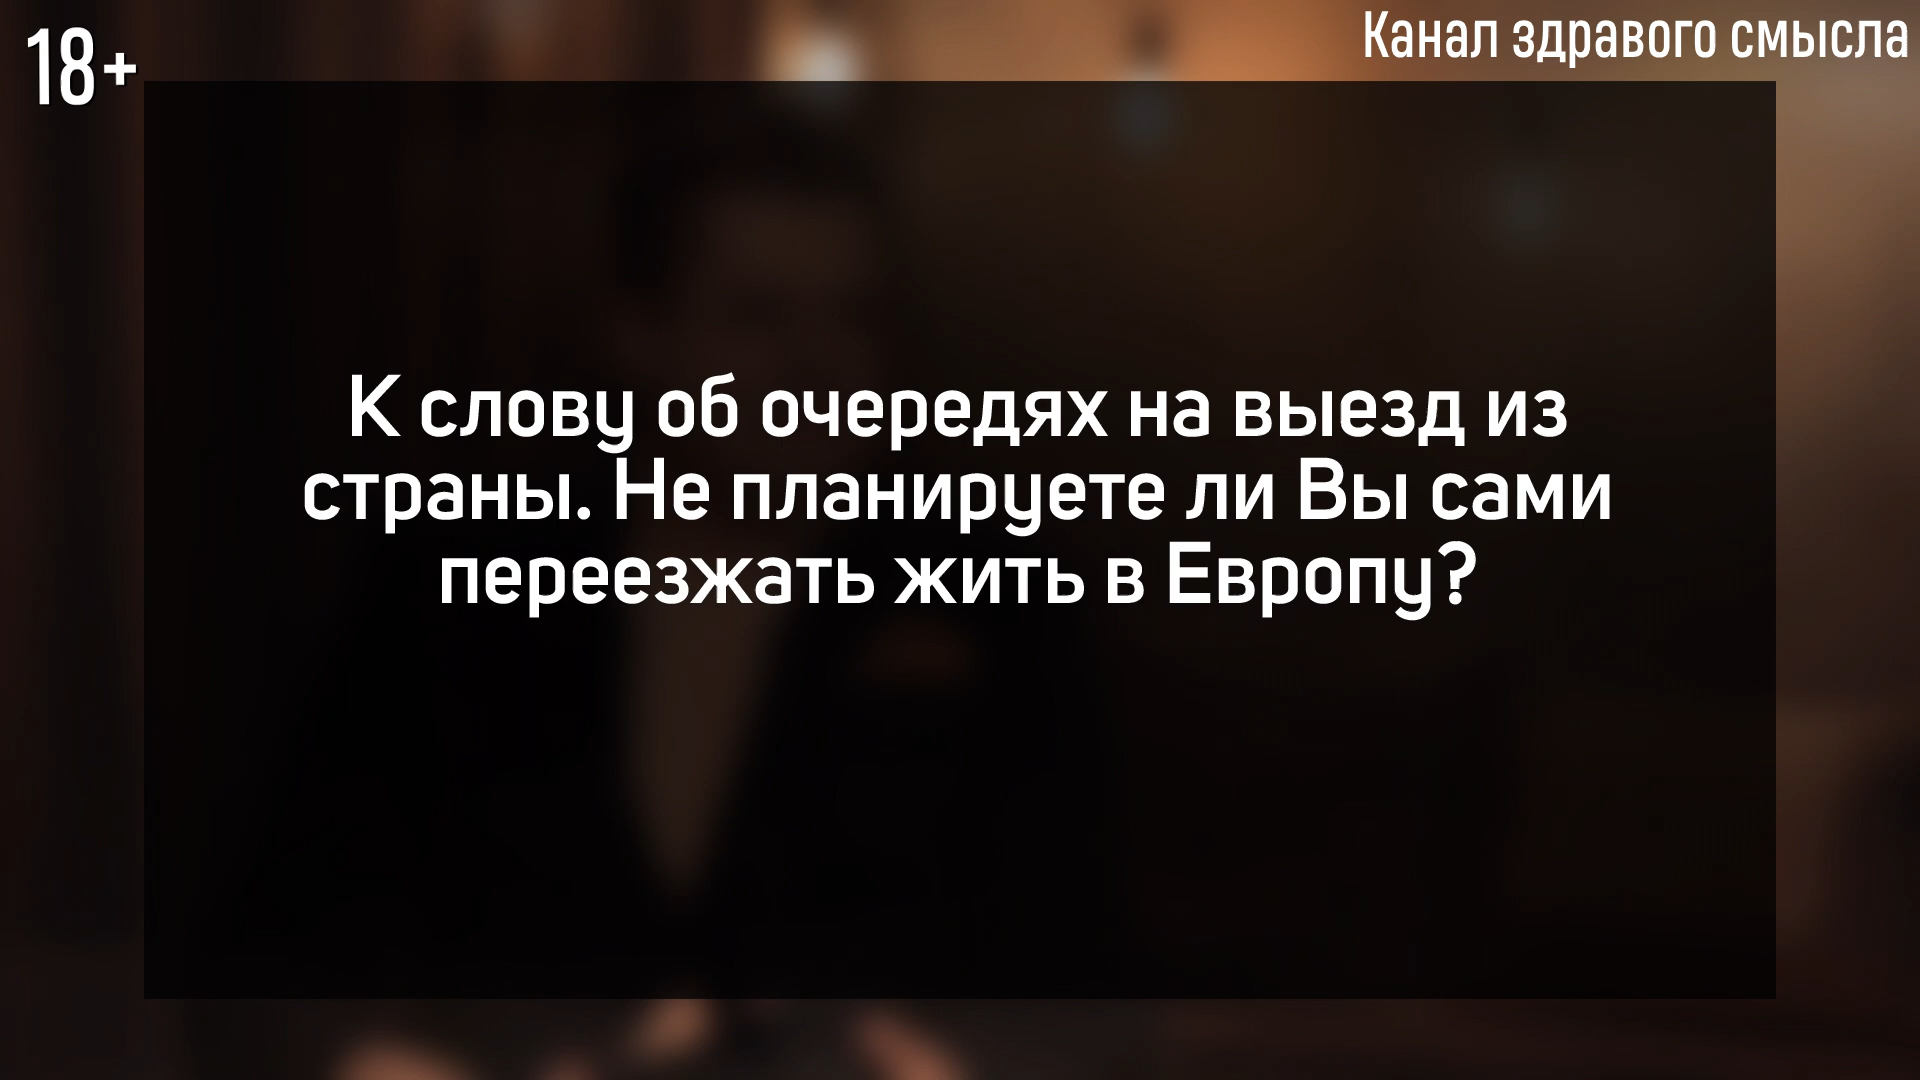 18+
Канал здравого смысла
К слову об очередях на выезд из
страны. Не планируете ли Вы сами
переезжать жить в Европу?